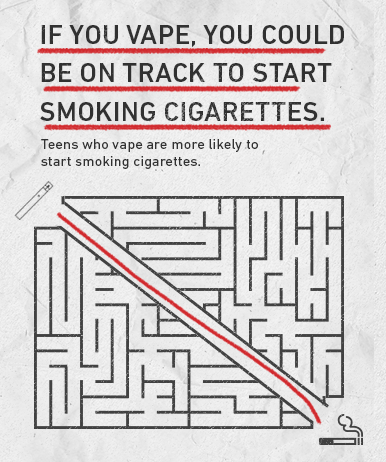 IF YOU VAPE, YOU COULD
BE ON TRACK TO START
SMOKING CIGARETTES.
Teens who vape are more likely to
start smoking cigarettes.